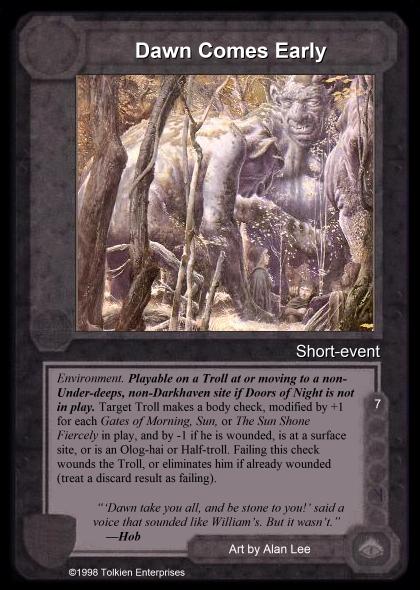 Dawn Comes Early
Short-event
Environment. Playable on a Troll at or moving to a non-
Under-deeps, non-Darkhaven site if Doors of Night is not
in play. Target Troll makes a body check, modified by +1
for each Gates of Morning, Sun, or The Sun Shone
Fiercely in play, and by -1 if he is wounded, is at a surface
site, or is an Olog-hai or Half-troll. Failing this check
wounds the Troll, or eliminates him if already wounded
(treat a discard result as failing).
7
“‘Dawn take you all, and be stone to you!’ said a
voice that sounded like William’s. But it wasn’t.”
—Hob
Art by Alan Lee
©1998 Tolkien Enterprises